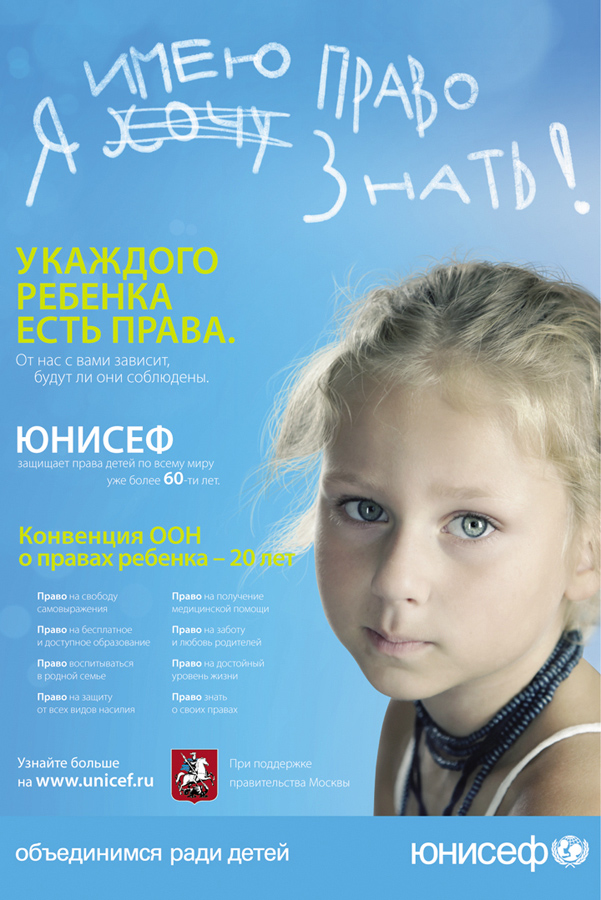 Я ИМЕЮ ПРАВО
хочу ЗНАТЬ!
У КАЖДОГО
РЕБЕНКА
ЕСТЬ ПРАВА.
От нас с вами зависит,
будут ли они соблюдены.
ЮНИСЕФ
защищает права детей по всему миру
уже более 60-ти лет.
Конвенция ООН
о правах ребенка – 20 лет
Право на свободу
самовыражения
Право на бесплатное
и доступное образование
Право воспитываться
в родной семье
Право на защиту
от всех видов насилия
Право на получение
медицинской помощи
Право на заботу
и любовь родителей
Право на достойный
уровень жизни
Право знать
о своих правах
Узнайте больше
на www.unicef.ru
При поддержке
правительства Москвы
объединимся ради детей
юнисеф